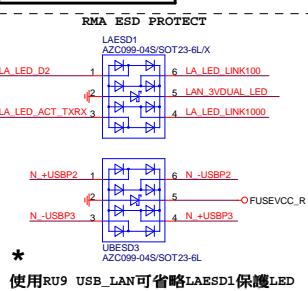 RMA ESD PROTECT
LAESD1
AZC099-04S/SOT23-6L/X
LA_LED_D2 1 6 LA_LED_LINK100
2 5 LAN_3VDUAL_LED
LA_LED_ACT_TXRX 3 4 LA_LED_LINK1000
N_+USBP2 1 6 N_-USBP2
2 5 FUSEVCC_R
N_-USBP3 3 4 N_+USBP3
UBESD3
AZC099-04S/SOT23-6L
*
使用RU9 USB_LAN可省略LAESD1保護LED